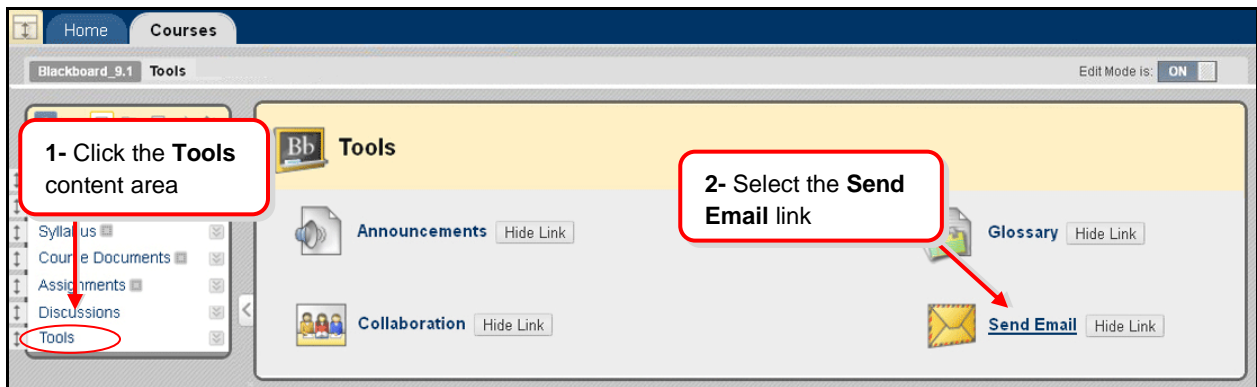 Home Courses
Blackboard_9.1 Tools
Edit Mode is: ON
1- Click the Tools
content area
Bb Tools
2- Select the Send
Email link
Announcements Hide Link
Glossary Hide Link
Syllabus
Course Documents
Assignments
Discussions
Tools
Collaboration Hide Link
Send Email Hide Link